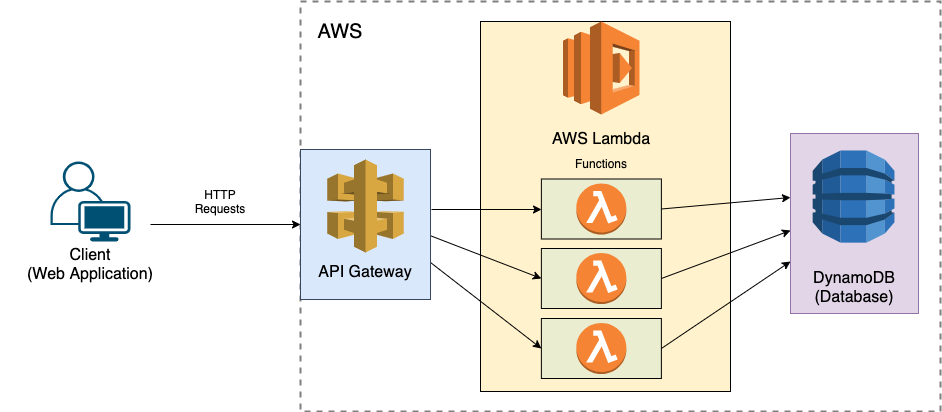 AWS
AWS Lambda
Functions
HTTP
Requests
Client
(Web Application)
API Gateway
DynamoDB
(Database)